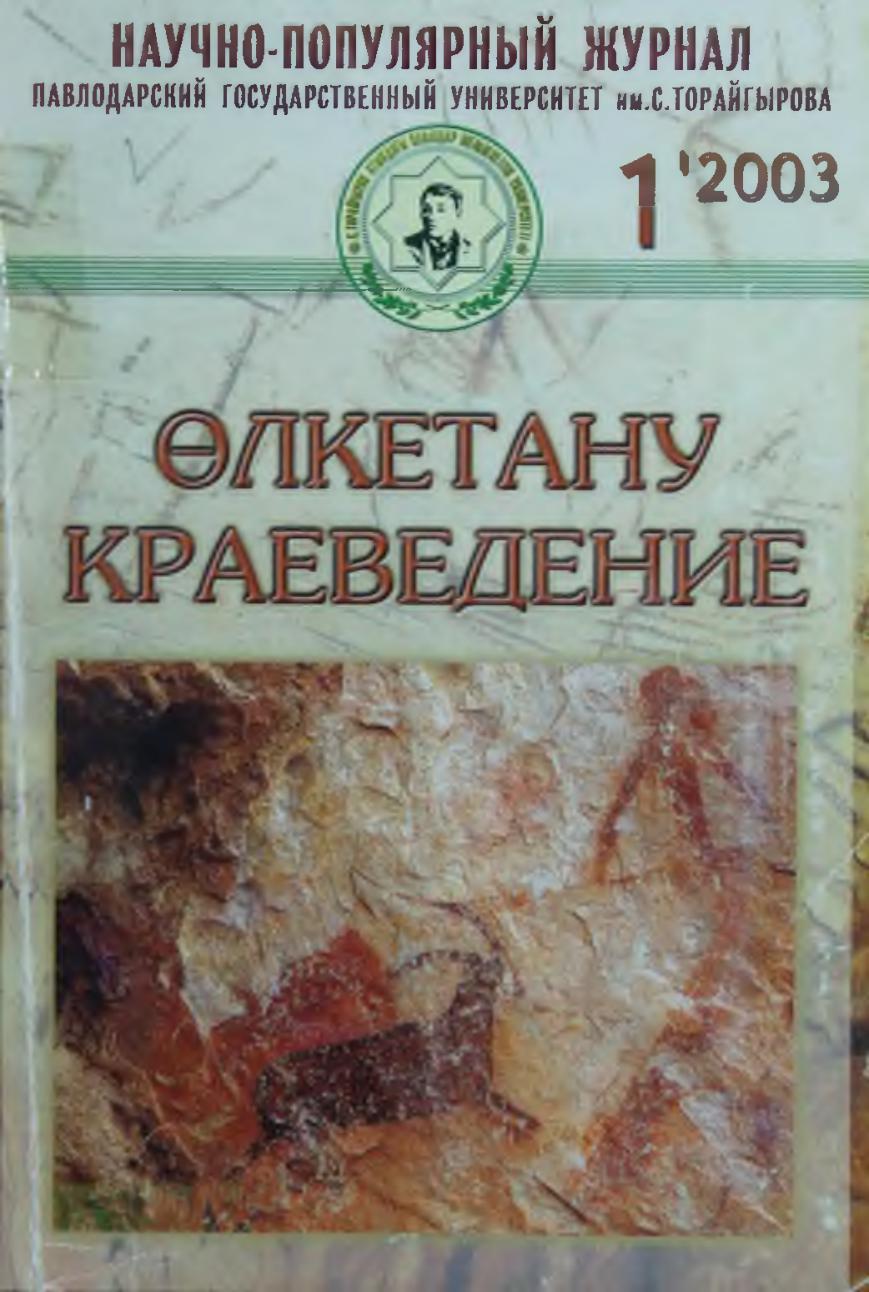 НАУЧНО-ПОПУЛЯРНЫЙ ЖУРНАЛ
ПАВЛОДАРСКИЙ ГОСУДАРСТВЕННЫЙ УНИВЕРСИТЕТ им.С.ТОРАЙГЫРОВА
1'2003
ӨЛКЕТАНУ
КРАЕВЕДЕНИЕ